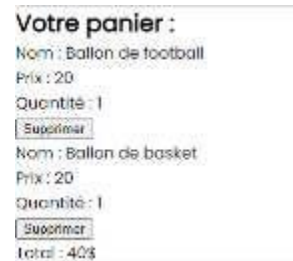 Votre panier :
Nom : Ballon de football
Prix : 20
Quantité : 1
Supprimer
Nom : Ballon de basket
Prix : 20
Quantité : 1
Supprimer
Total : 40$